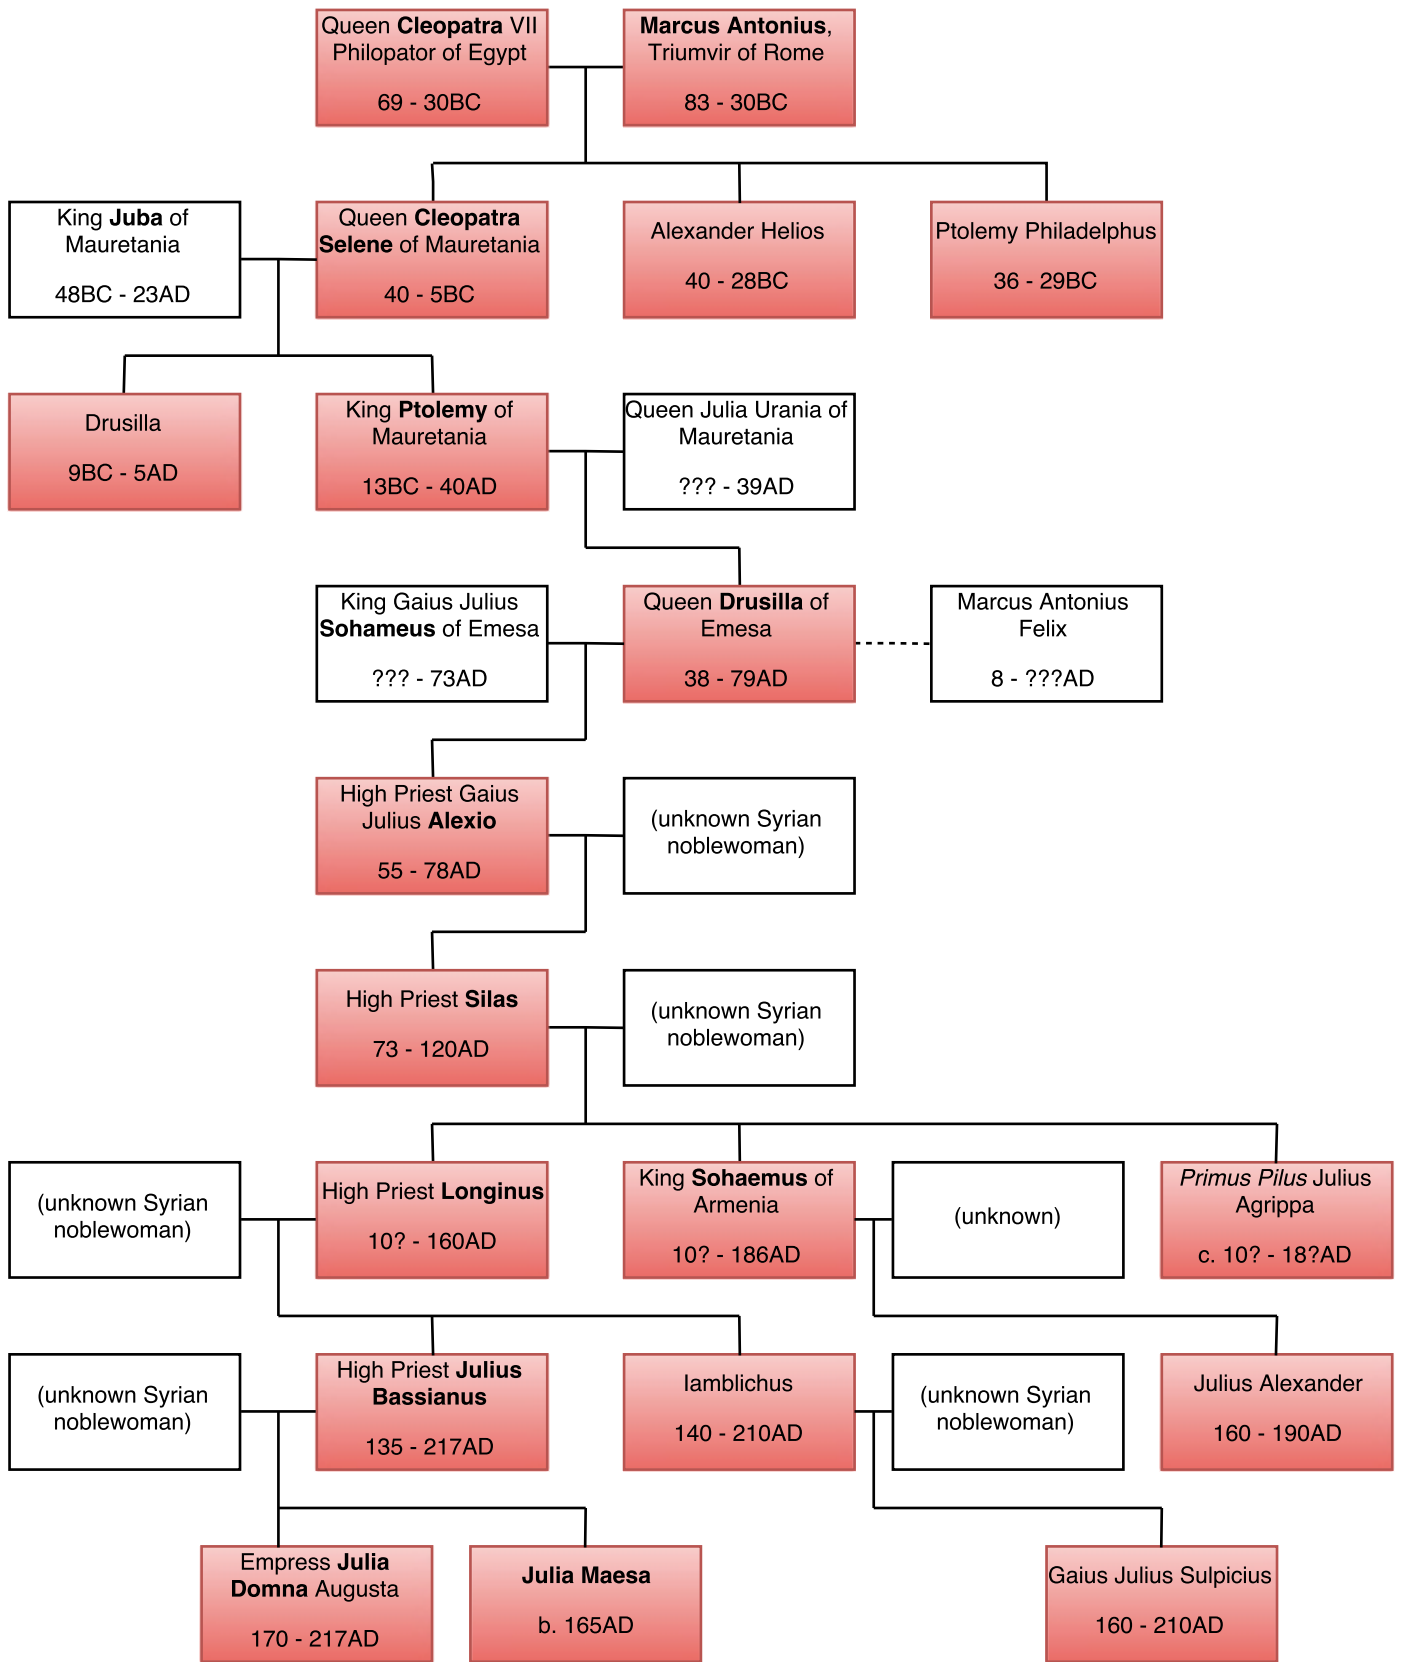 Queen Cleopatra VII
Philopator of Egypt
69 - 30BC
Marcus Antonius,
Triumvir of Rome
83 - 30BC
King Juba of
Mauretania
48BC - 23AD
Queen Cleopatra
Selene of Mauretania
40 - 5BC
Alexander Helios
40 - 28BC
Ptolemy Philadelphus
36 - 29BC
Drusilla
9BC - 5AD
King Ptolemy of
Mauretania
13BC - 40AD
Queen Julia Urania of
Mauretania
??? - 39AD
King Gaius Julius
Sohameus of Emesa
??? - 73AD
Queen Drusilla of
Emesa
38 - 79AD
Marcus Antonius
Felix
8 - ???AD
High Priest Gaius
Julius Alexio
55 - 78AD
(unknown Syrian
noblewoman)
High Priest Silas
73 - 120AD
(unknown Syrian
noblewoman)
(unknown Syrian
noblewoman)
High Priest Longinus
10? - 160AD
King Sohaemus of
Armenia
10? - 186AD
(unknown)
Primus Pilus Julius
Agrippa
c. 10? - 18?AD
(unknown Syrian
noblewoman)
High Priest Julius
Bassianus
135 - 217AD
Iamblichus
140 - 210AD
(unknown Syrian
noblewoman)
Julius Alexander
160 - 190AD
Empress Julia
Domna Augusta
170 - 217AD
Julia Maesa
b. 165AD
Gaius Julius Sulpicius
160 - 210AD